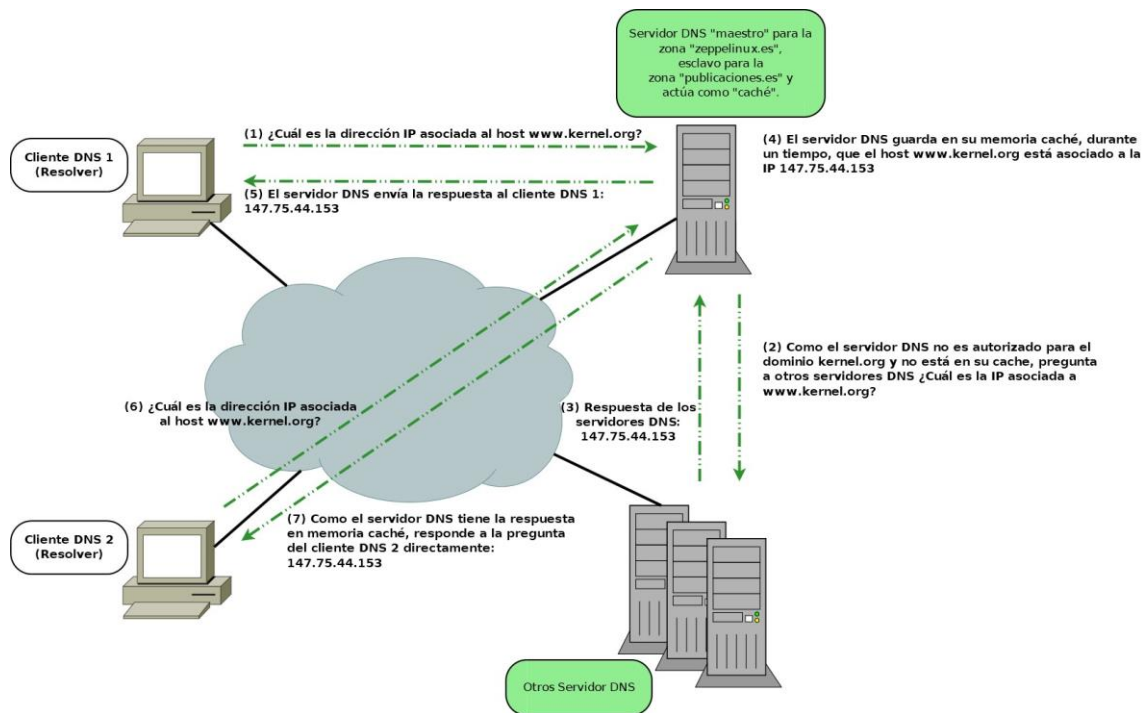 Servidor DNS "maestro" para la
zona "zeppelinux.es",
esclavo para la
zona "publicaciones.es" y
actúa como "caché".
Cliente DNS 1
(Resolver)
(1) ¿Cuál es la dirección IP asociada al host www.kernel.org?
(5) El servidor DNS envía la respuesta al cliente DNS 1:
147.75.44.153
(4) El servidor DNS guarda en su memoria caché, durante
un tiempo, que el host www.kernel.org está asociado a la
IP 147.75.44.153
(2) Como el servidor DNS no es autorizado para el
dominio kernel.org y no está en su cache, pregunta
a otros servidores DNS ¿Cuál es la IP asociada a
www.kernel.org?
(6) ¿Cuál es la dirección IP asociada
al host www.kernel.org?
(3) Respuesta de los
servidores DNS:
147.75.44.153
Cliente DNS 2
(Resolver)
(7) Como el servidor DNS tiene la respuesta
en memoria caché, responde a la pregunta
del cliente DNS 2 directamente:
147.75.44.153
Otros Servidor DNS